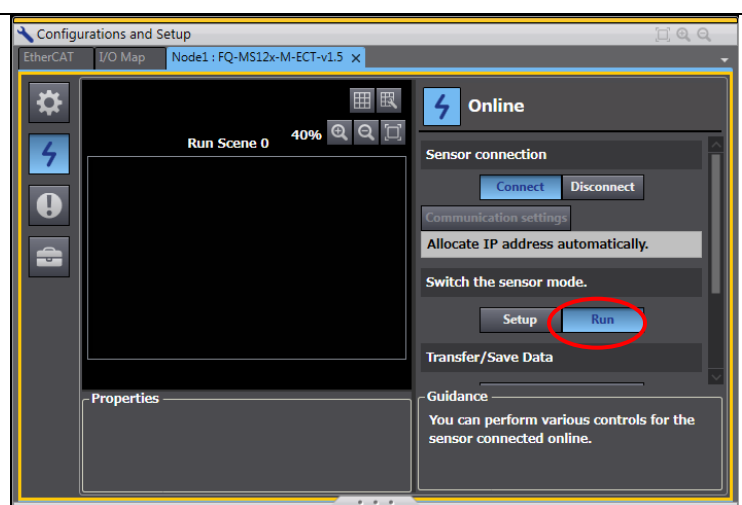 Configurations and Setup
EtherCAT
I/O Map
Node1 : FQ-MS12x-M-ECT-v1.5
Online
40%
Run Scene 0
Sensor connection
Connect
Disconnect
Communication settings
Allocate IP address automatically.
Switch the sensor mode.
Setup
Run
Transfer/Save Data
Properties
Guidance
You can perform various controls for the
sensor connected online.